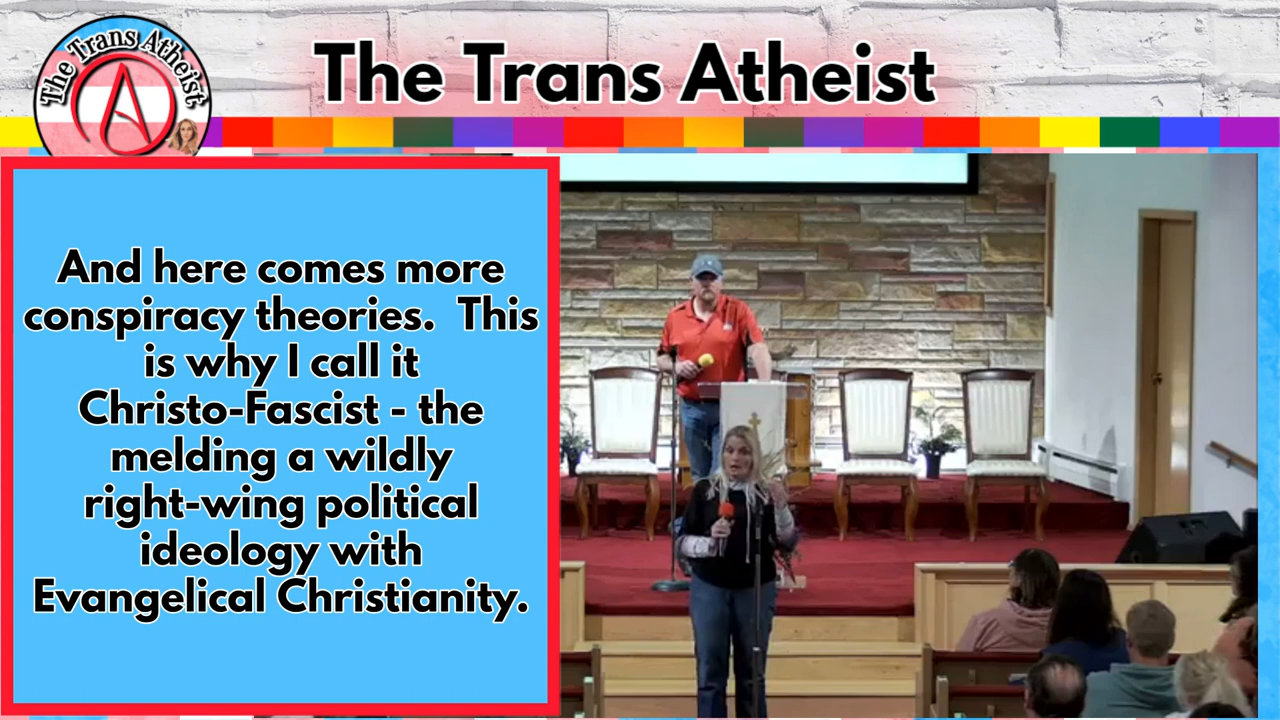 The Trans Atheist
The Trans Atheist
And here comes more
conspiracy theories.  This
is why I call it
Christo-Fascist - the
melding a wildly
right-wing political
ideology with
Evangelical Christianity.